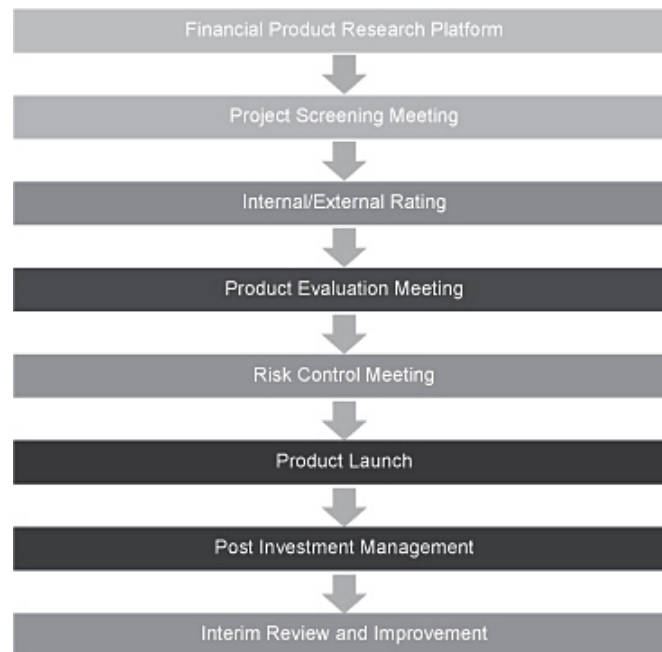 Financial Product Research Platform
Project Screening Meeting
Internal/External Rating
Product Evaluation Meeting
Risk Control Meeting
Product Launch
Post Investment Management
Interim Review and Improvement